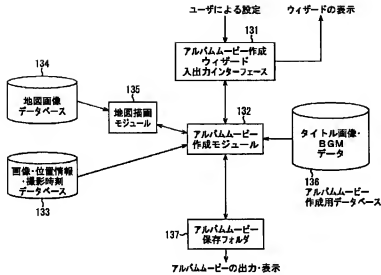 ユーザによる設定
ウィザードの表示
131
アルバムムービー作成
ウィザード
入出力インターフェース
134
地図画像
データベース
135
地図描画
モジュール
132
アルバムムービー
作成モジュール
タイトル画像・
BGM
データ
136
アルバムムービー
作成用データベース
画像・位置情報
・撮影時刻
データベース
133
137
アルバムムービー
保存フォルダ
アルバムムービーの出力・表示